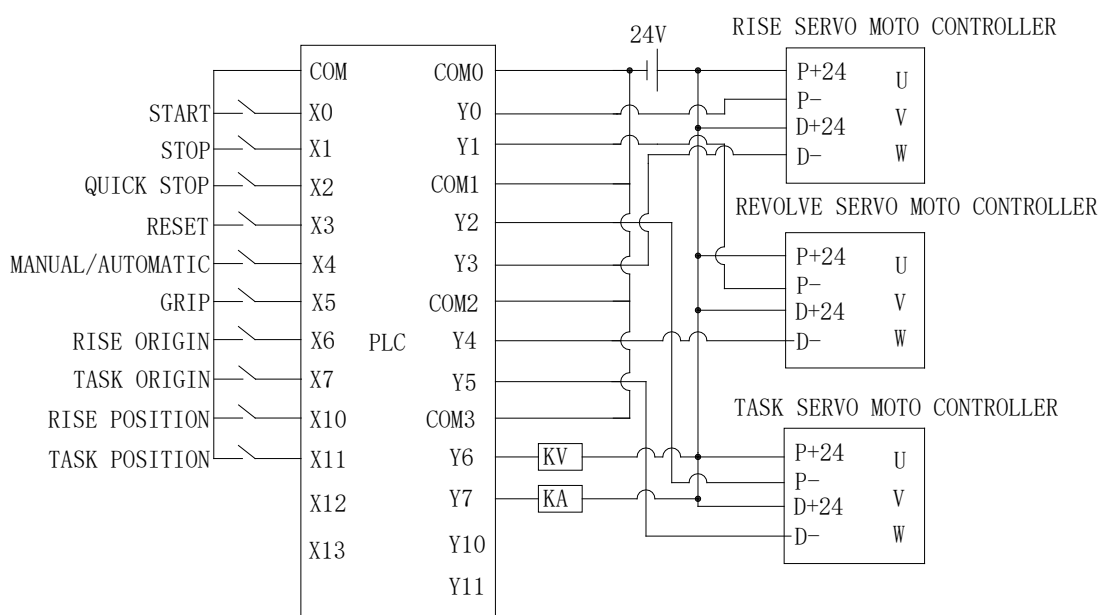 RISE SERVO MOTO CONTROLLER
24V
COM
COM0
P+24
U
START
X0
Y0
P-
V
D+24
STOP
X1
Y1
D-
W
QUICK STOP
X2
COM1
REVOLVE SERVO MOTO CONTROLLER
RESET
X3
Y2
MANUAL/AUTOMATIC
X4
Y3
P+24
U
P-
GRIP
X5
COM2
D+24
V
RISE ORIGIN
X6
PLC
Y4
D-
W
TASK ORIGIN
X7
Y5
TASK SERVO MOTO CONTROLLER
RISE POSITION
X10
COM3
TASK POSITION
X11
Y6
KV
P+24
U
P-
X12
Y7
KA
D+24
V
D-
W
X13
Y10
Y11